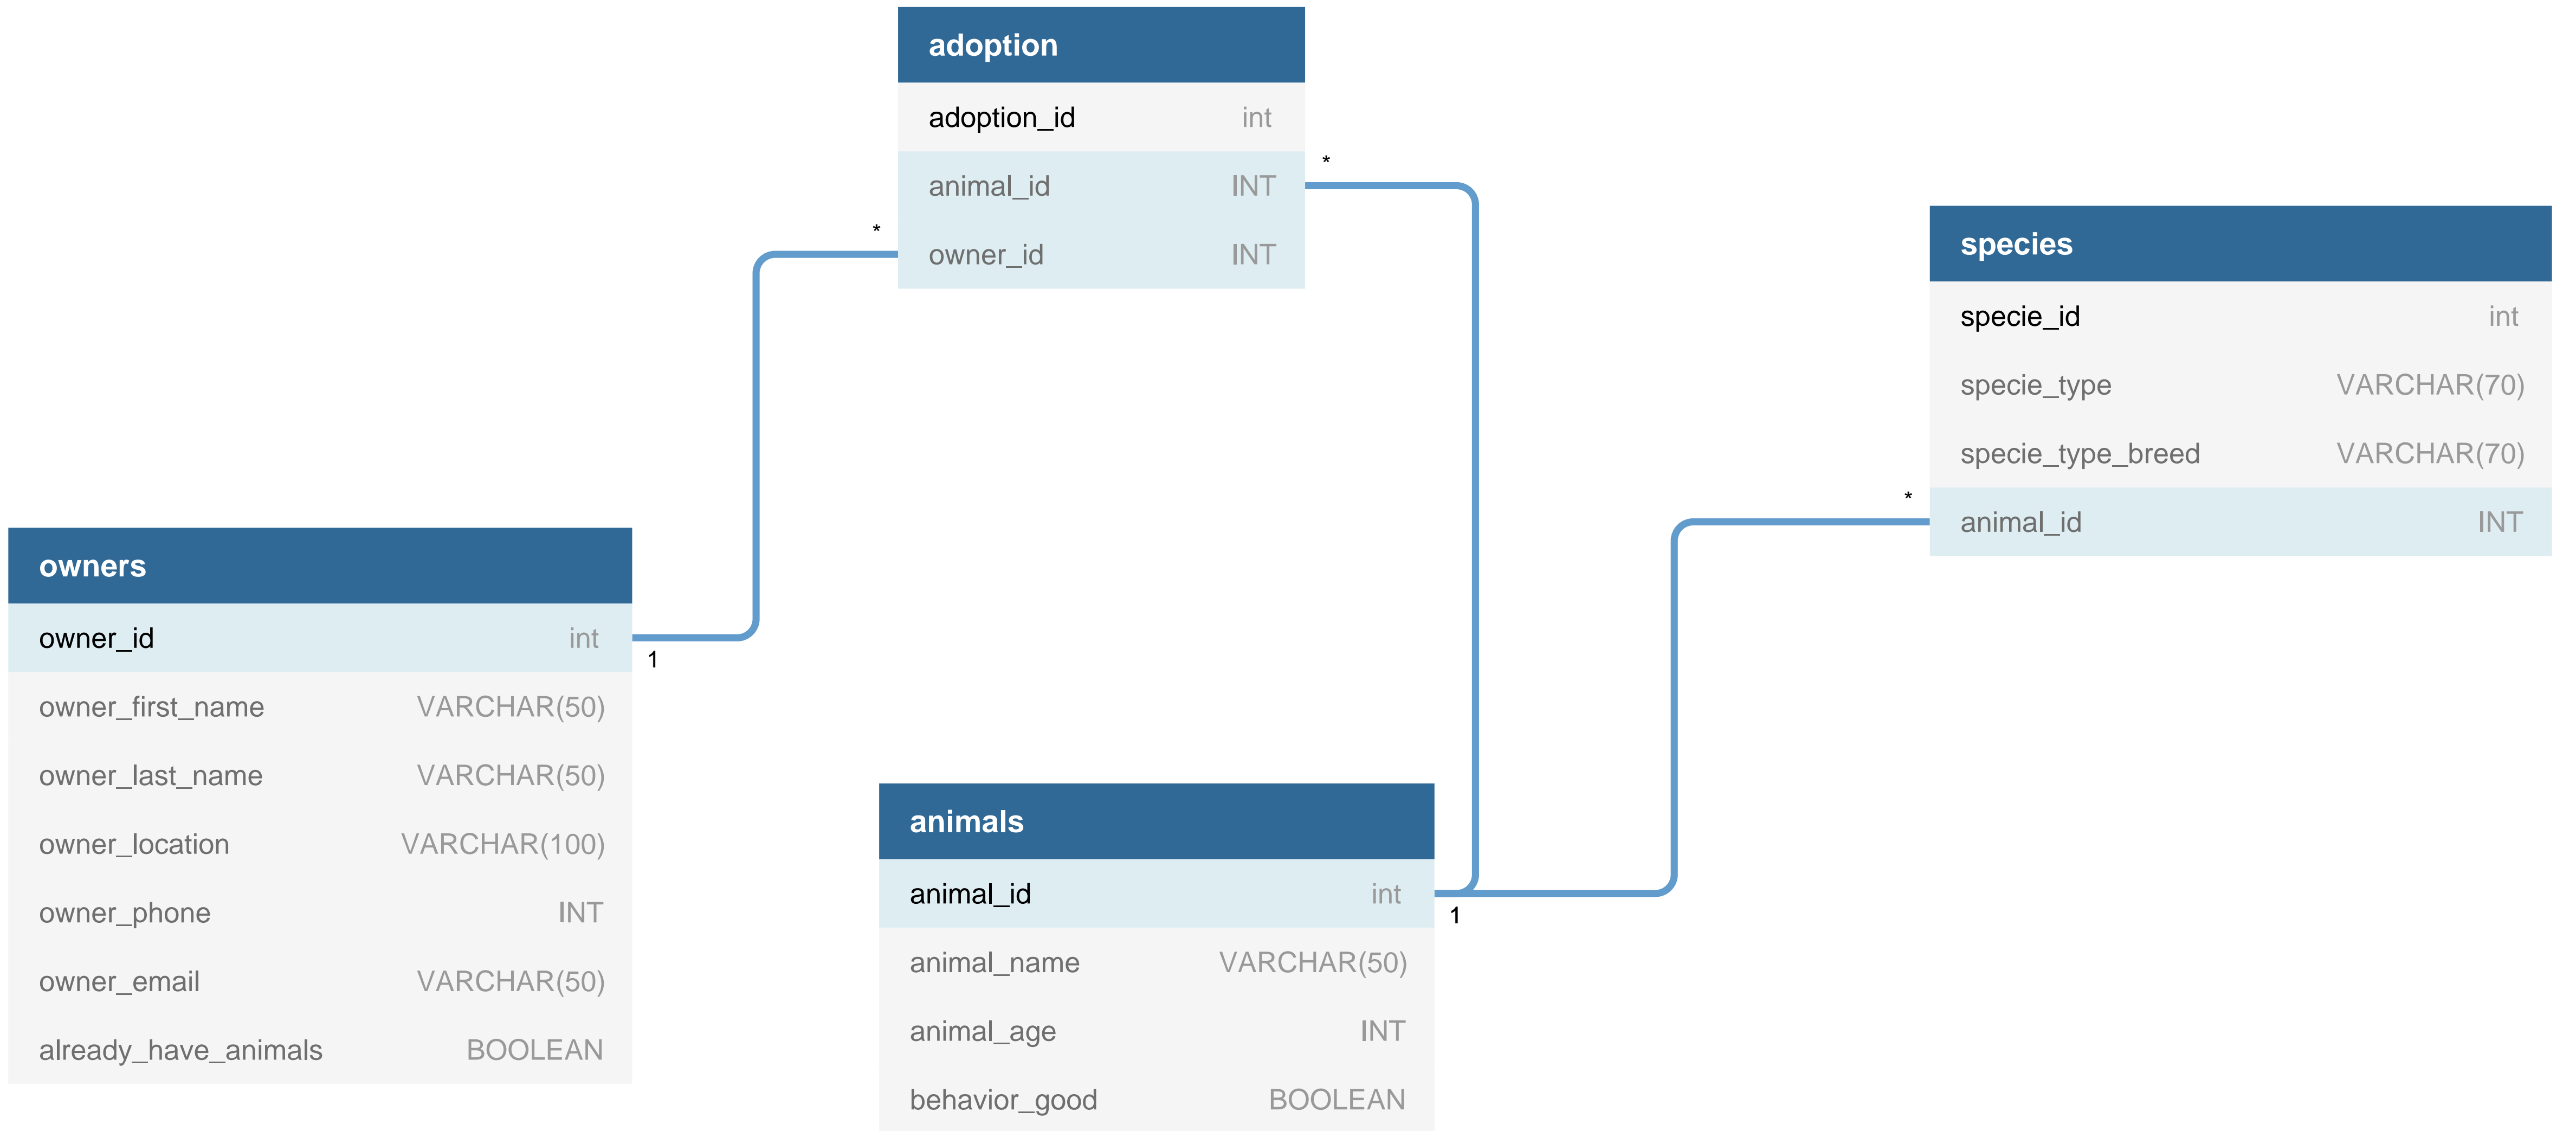 adoption
adoption_id int
animal_id INT
owner_id INT
*
*
species
specie_id int
specie_type VARCHAR(70)
specie_type_breed VARCHAR(70)
animal_id INT
*
owners
owner_id int
owner_first_name VARCHAR(50)
owner_last_name VARCHAR(50)
owner_location VARCHAR(100)
owner_phone INT
owner_email VARCHAR(50)
already_have_animals BOOLEAN
1
animals
animal_id int
animal_name VARCHAR(50)
animal_age INT
behavior_good BOOLEAN
1